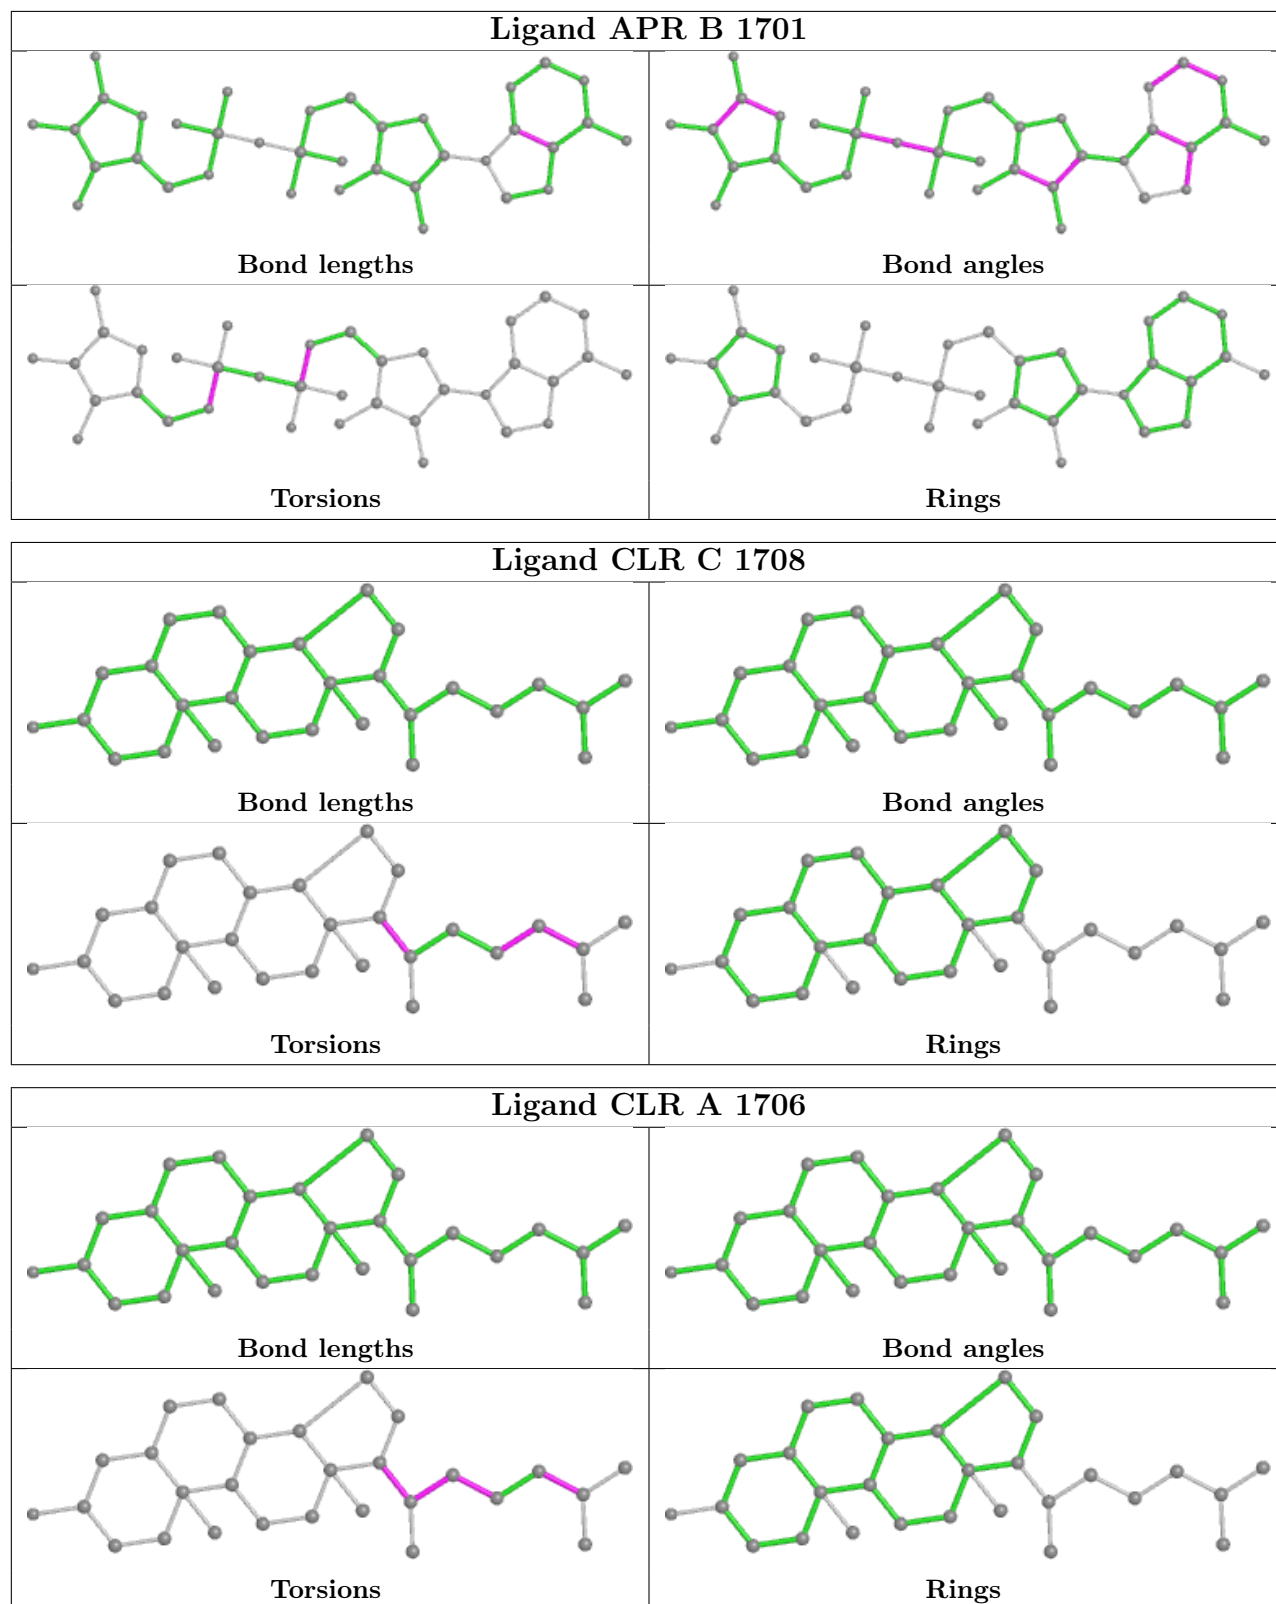 Ligand APR B 1701
Bond lengths
Bond angles
Torsions
Rings
Ligand CLR C 1708
Bond lengths
Bond angles
Torsions
Rings
Ligand CLR A 1706
Bond lengths
Bond angles
Torsions
Rings